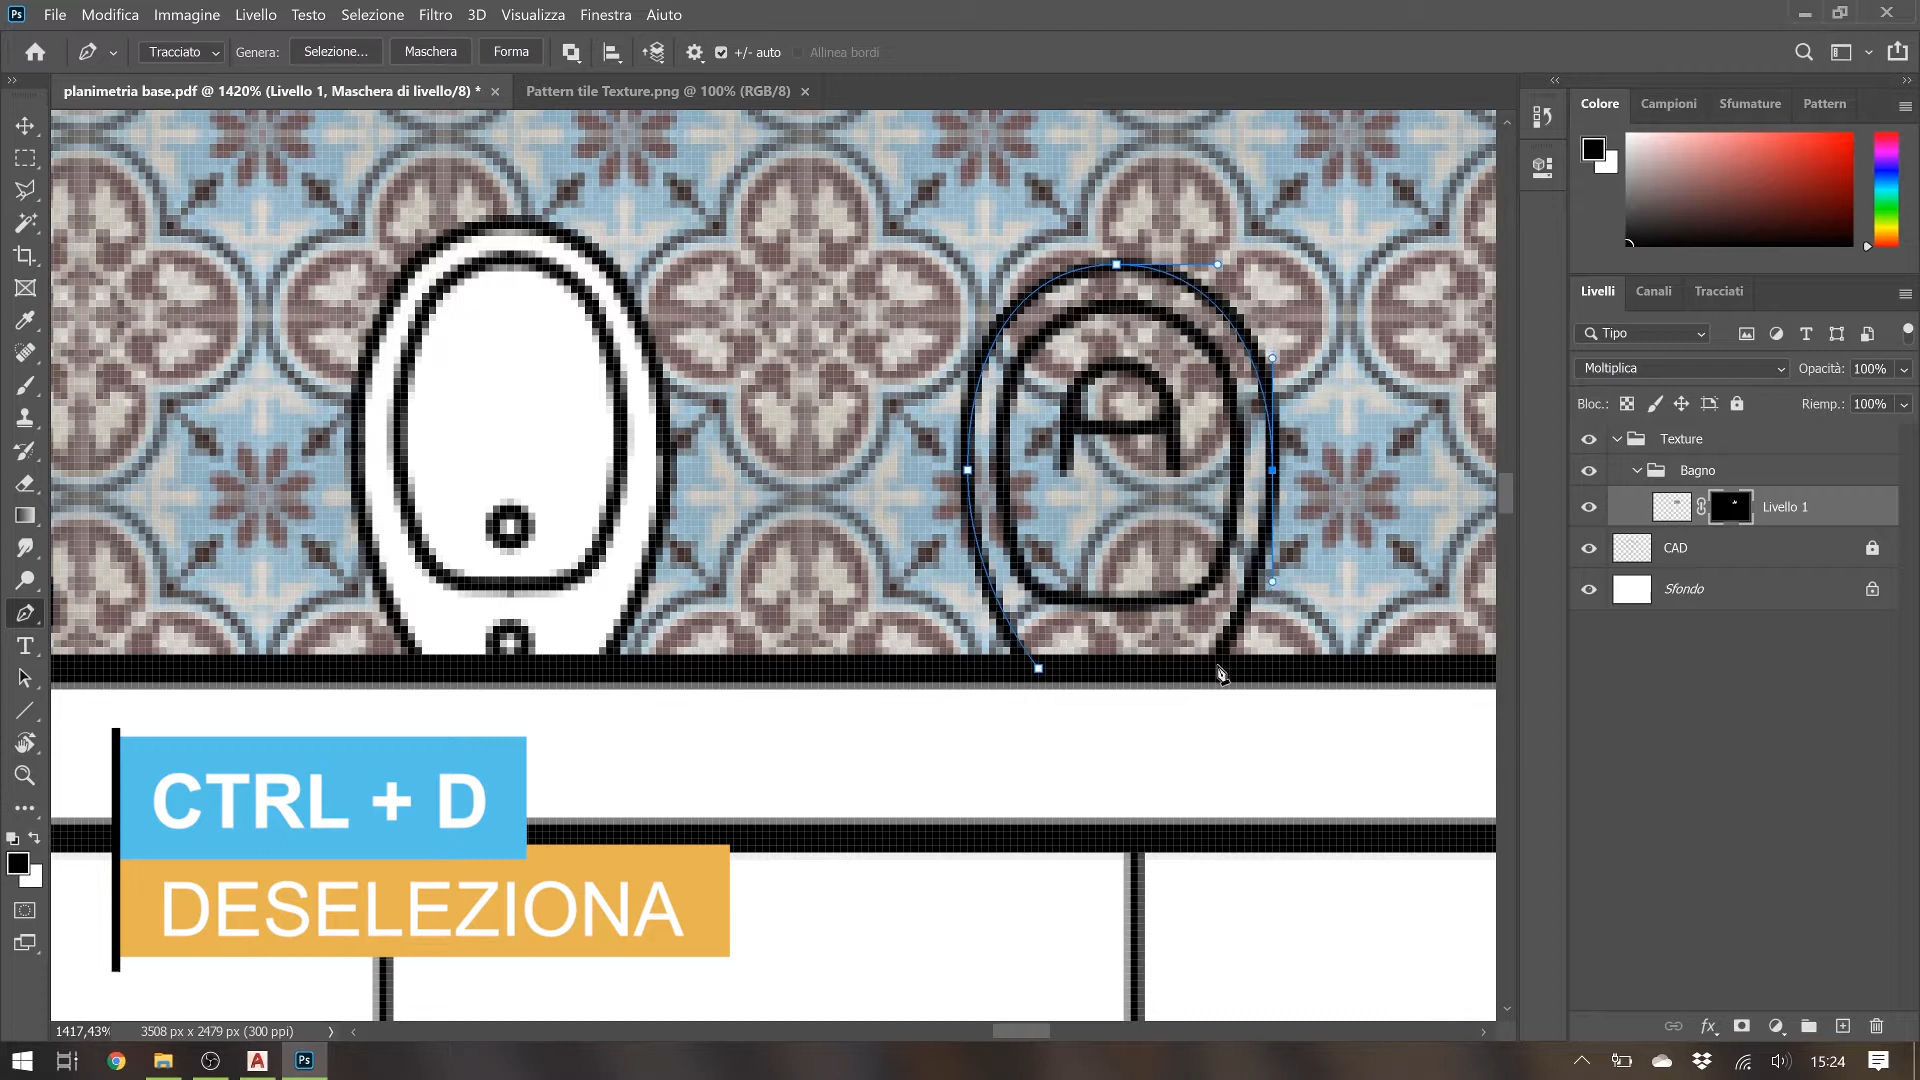 Ps File Modifica Immagine Livello Testo Selezione Filtro 3D Visualizza Finestra Aiuto
Tracciato Genera: Selezione... Maschera Forma +/- auto Allinea bordi
planimetria base.pdf @ 1420% (Livello 1, Maschera di livello/8) * × Pattern tile Texture.png @ 100% (RGB/8) ×
Colore Campioni Sfumature Pattern
Livelli Canali Tracciati
Tipo
Moltiplica Opacità: 100%
Bloc.: Riemp.: 100%
Texture
Bagno
Livello 1
CAD
Sfondo
CTRL + D
DESELEZIONA
1417,43% 3508 px x 2479 px (300 ppi)
fx
Ps 15:24